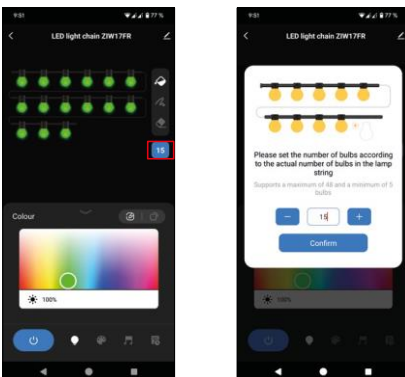 9:51
77 %
LED light chain ZIW17FR
15
Colour
100%
9:51
77 %
LED light chain ZIW17FR
Please set the number of bulbs according
to the actual number of bulbs in the lamp
string
Supports a maximum of 48 and a minimum of 5
bulbs
−
15
+
Confirm
100%